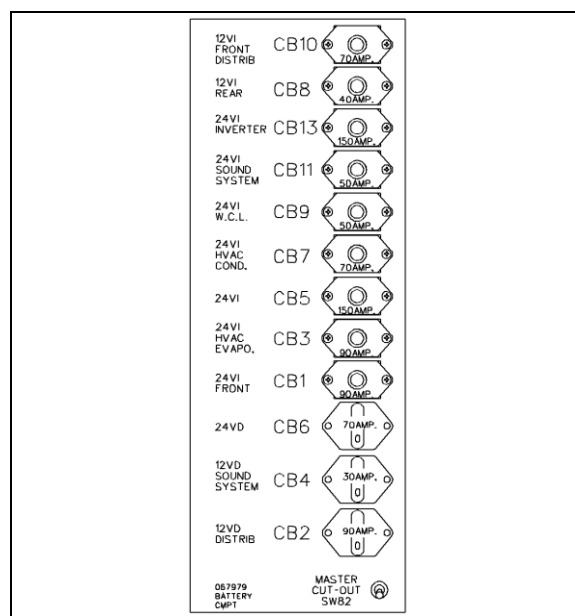 12VI
FRONT
DISTRIB
CB10
70AMP.
12VI
REAR
CB8
40AMP.
24VI
INVERTER
CB13
150AMP.
24VI
SOUND
SYSTEM
CB11
50AMP.
24VI
W.C.L.
CB9
50AMP.
24VI
HVAC
COND.
CB7
70AMP.
24VI
CB5
150AMP.
24VI
HVAC
EVAPO.
CB3
90AMP.
24VI
FRONT
CB1
90AMP.
24VD
CB6
70AMP.
0
12VD
SOUND
SYSTEM
CB4
30AMP.
0
12VD
DISTRIB
CB2
90AMP.
0
067979
BATTERY
CMPT
MASTER
CUT-OUT
SW82